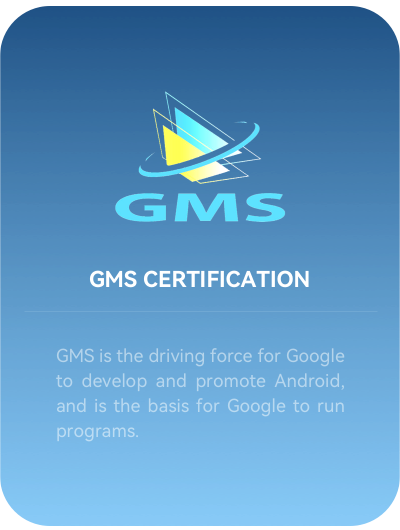 GMS
GMS CERTIFICATION
GMS is the driving force for Google
to develop and promote Android,
and is the basis for Google to run
programs.